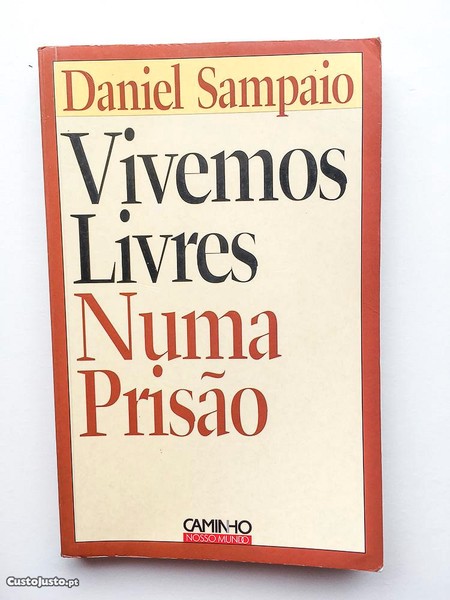 Daniel Sampaio
Vivemos
Livres
Numa
Prisão
CAMINHO
NOSSO MUNDO
CustoJusto.pt